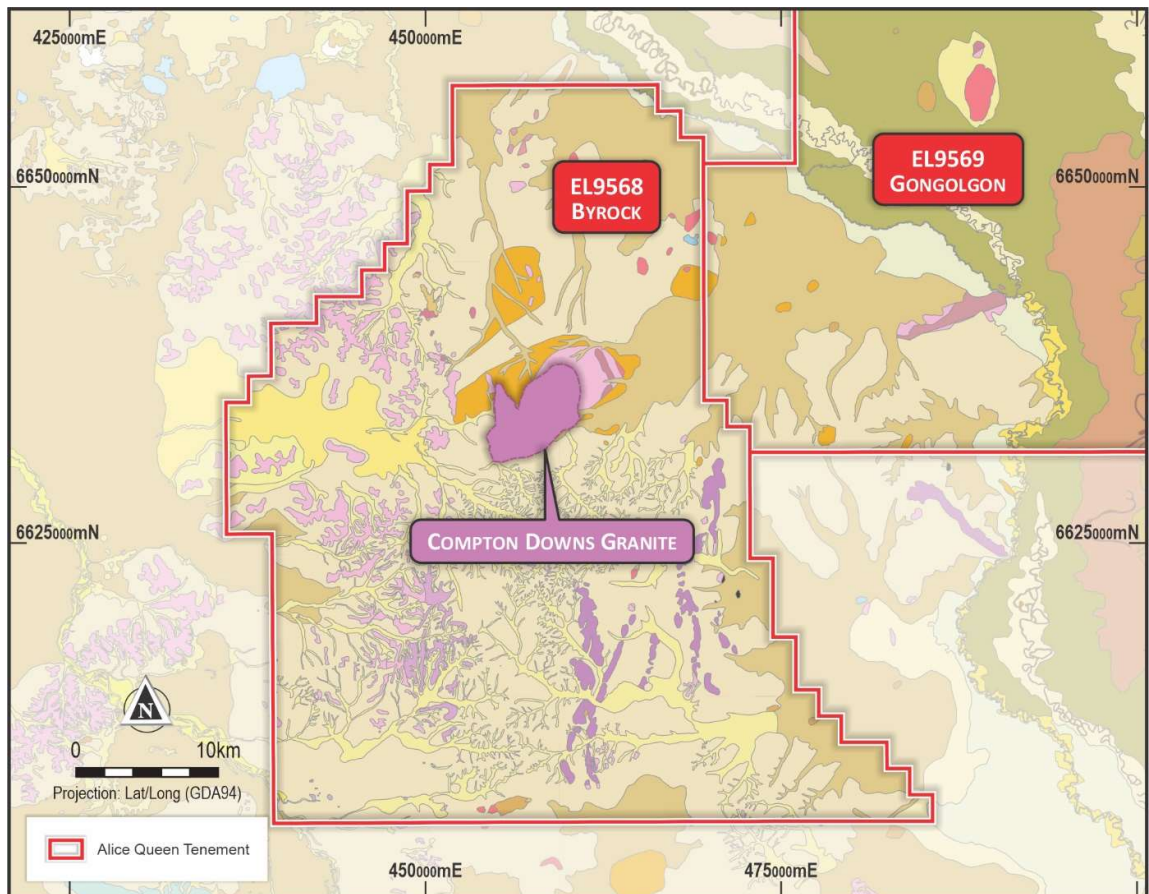 425000mE
450000mE
6650000mN
6650000mN
EL9568
BYROCK
EL9569
GONGOLGON
COMPTON DOWNS GRANITE
6625000mN
6625000mN
N
0
10km
Projection: Lat/Long (GDA94)
Alice Queen Tenement
450000mE
475000mE